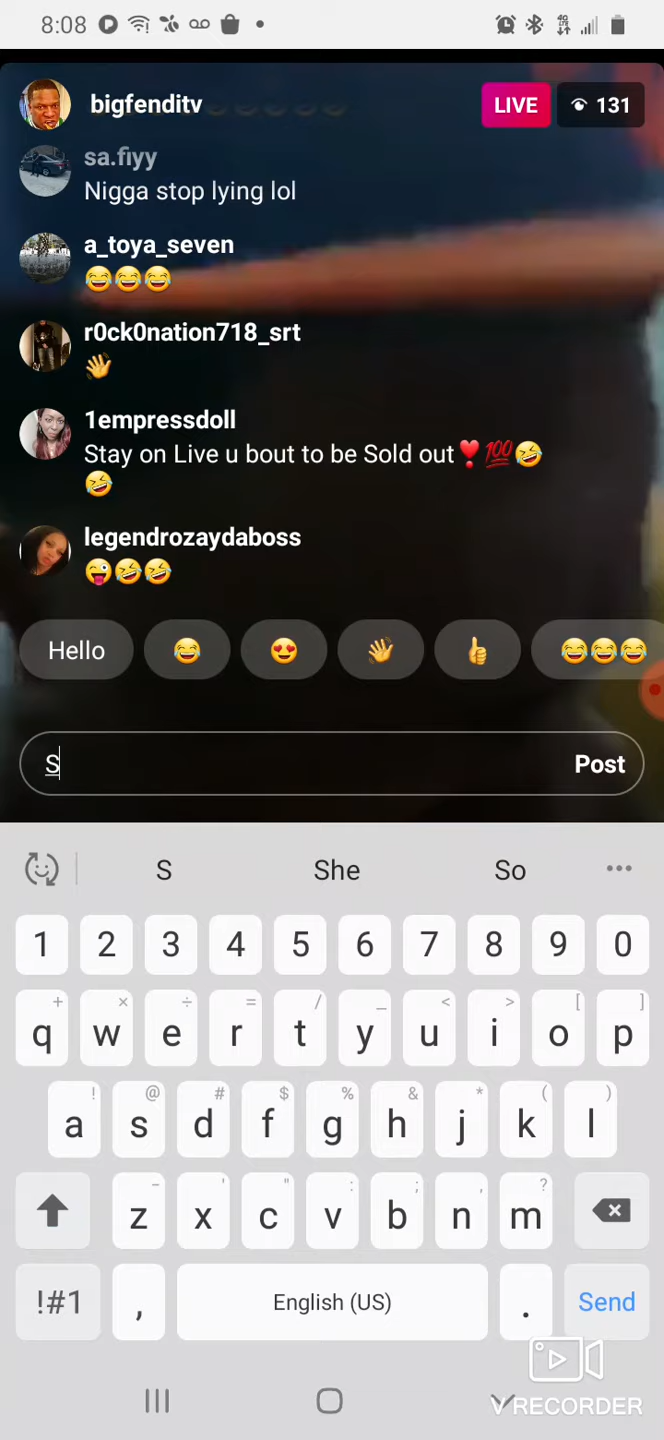 8:08
bigfenditv
LIVE
131
sa.fiyy
Nigga stop lying lol
a_toya_seven
😂😂😂
r0ck0nation718_srt
👋
1empressdoll
Stay on Live u bout to be Sold out❣️💯🤣
🤣
legendrozaydaboss
😜🤣🤣
Hello 😂 😍 👋 👍 😂😂😂
S
Post
S She So
1 2 3 4 5 6 7 8 9 0
+ × ÷ = / _ < > [ ]
q w e r t y u i o p
! @ # $ % & * ( )
a s d f g h j k l
- ' " : ; , ?
z x c v b n m
!#1 , English (US) . Send
V RECORDER